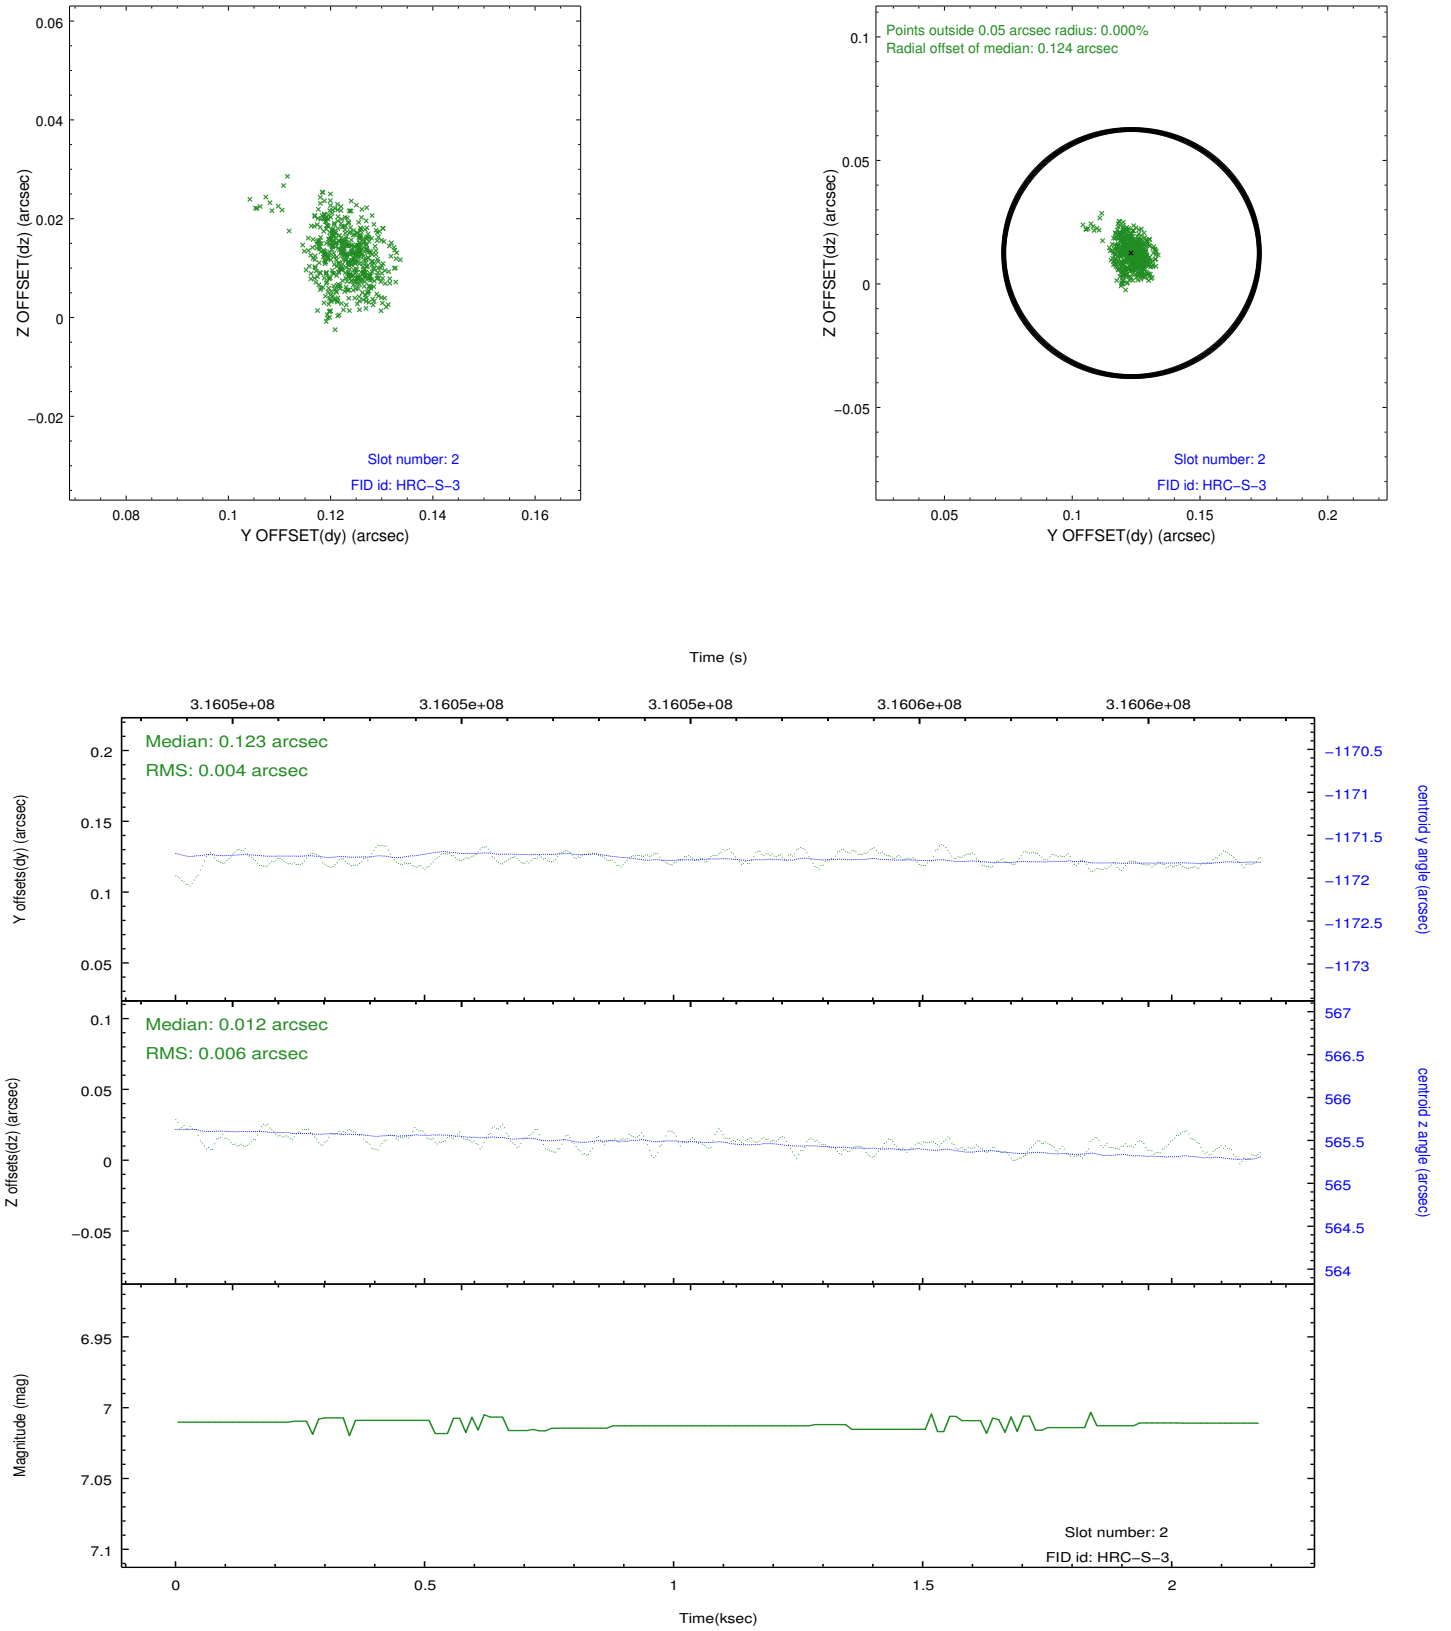 0.06
0.04
0.02
0
−0.02
Z OFFSET(dz) (arcsec)
Slot number: 2
FID id: HRC−S−3
0.08 0.1 0.12 0.14 0.16
Y OFFSET(dy) (arcsec)
Points outside 0.05 arcsec radius: 0.000%
Radial offset of median: 0.124 arcsec
0.1
0.05
0
−0.05
Z OFFSET(dz) (arcsec)
Slot number: 2
FID id: HRC−S−3
0.05 0.1 0.15 0.2
Y OFFSET(dy) (arcsec)
Time (s)
3.1605e+08 3.1605e+08 3.1605e+08 3.1606e+08 3.1606e+08
Median: 0.123 arcsec
RMS: 0.004 arcsec
0.2
0.15
0.1
0.05
Y offsets(dy) (arcsec)
−1170.5
−1171
−1171.5
−1172
−1172.5
−1173
centroid y angle (arcsec)
Median: 0.012 arcsec
RMS: 0.006 arcsec
0.1
0.05
0
−0.05
Z offsets(dz) (arcsec)
567
566.5
566
565.5
565
564.5
564
centroid z angle (arcsec)
6.95
7
7.05
7.1
Magnitude (mag)
Slot number: 2
FID id: HRC−S−3
0 0.5 1 1.5 2
Time(ksec)